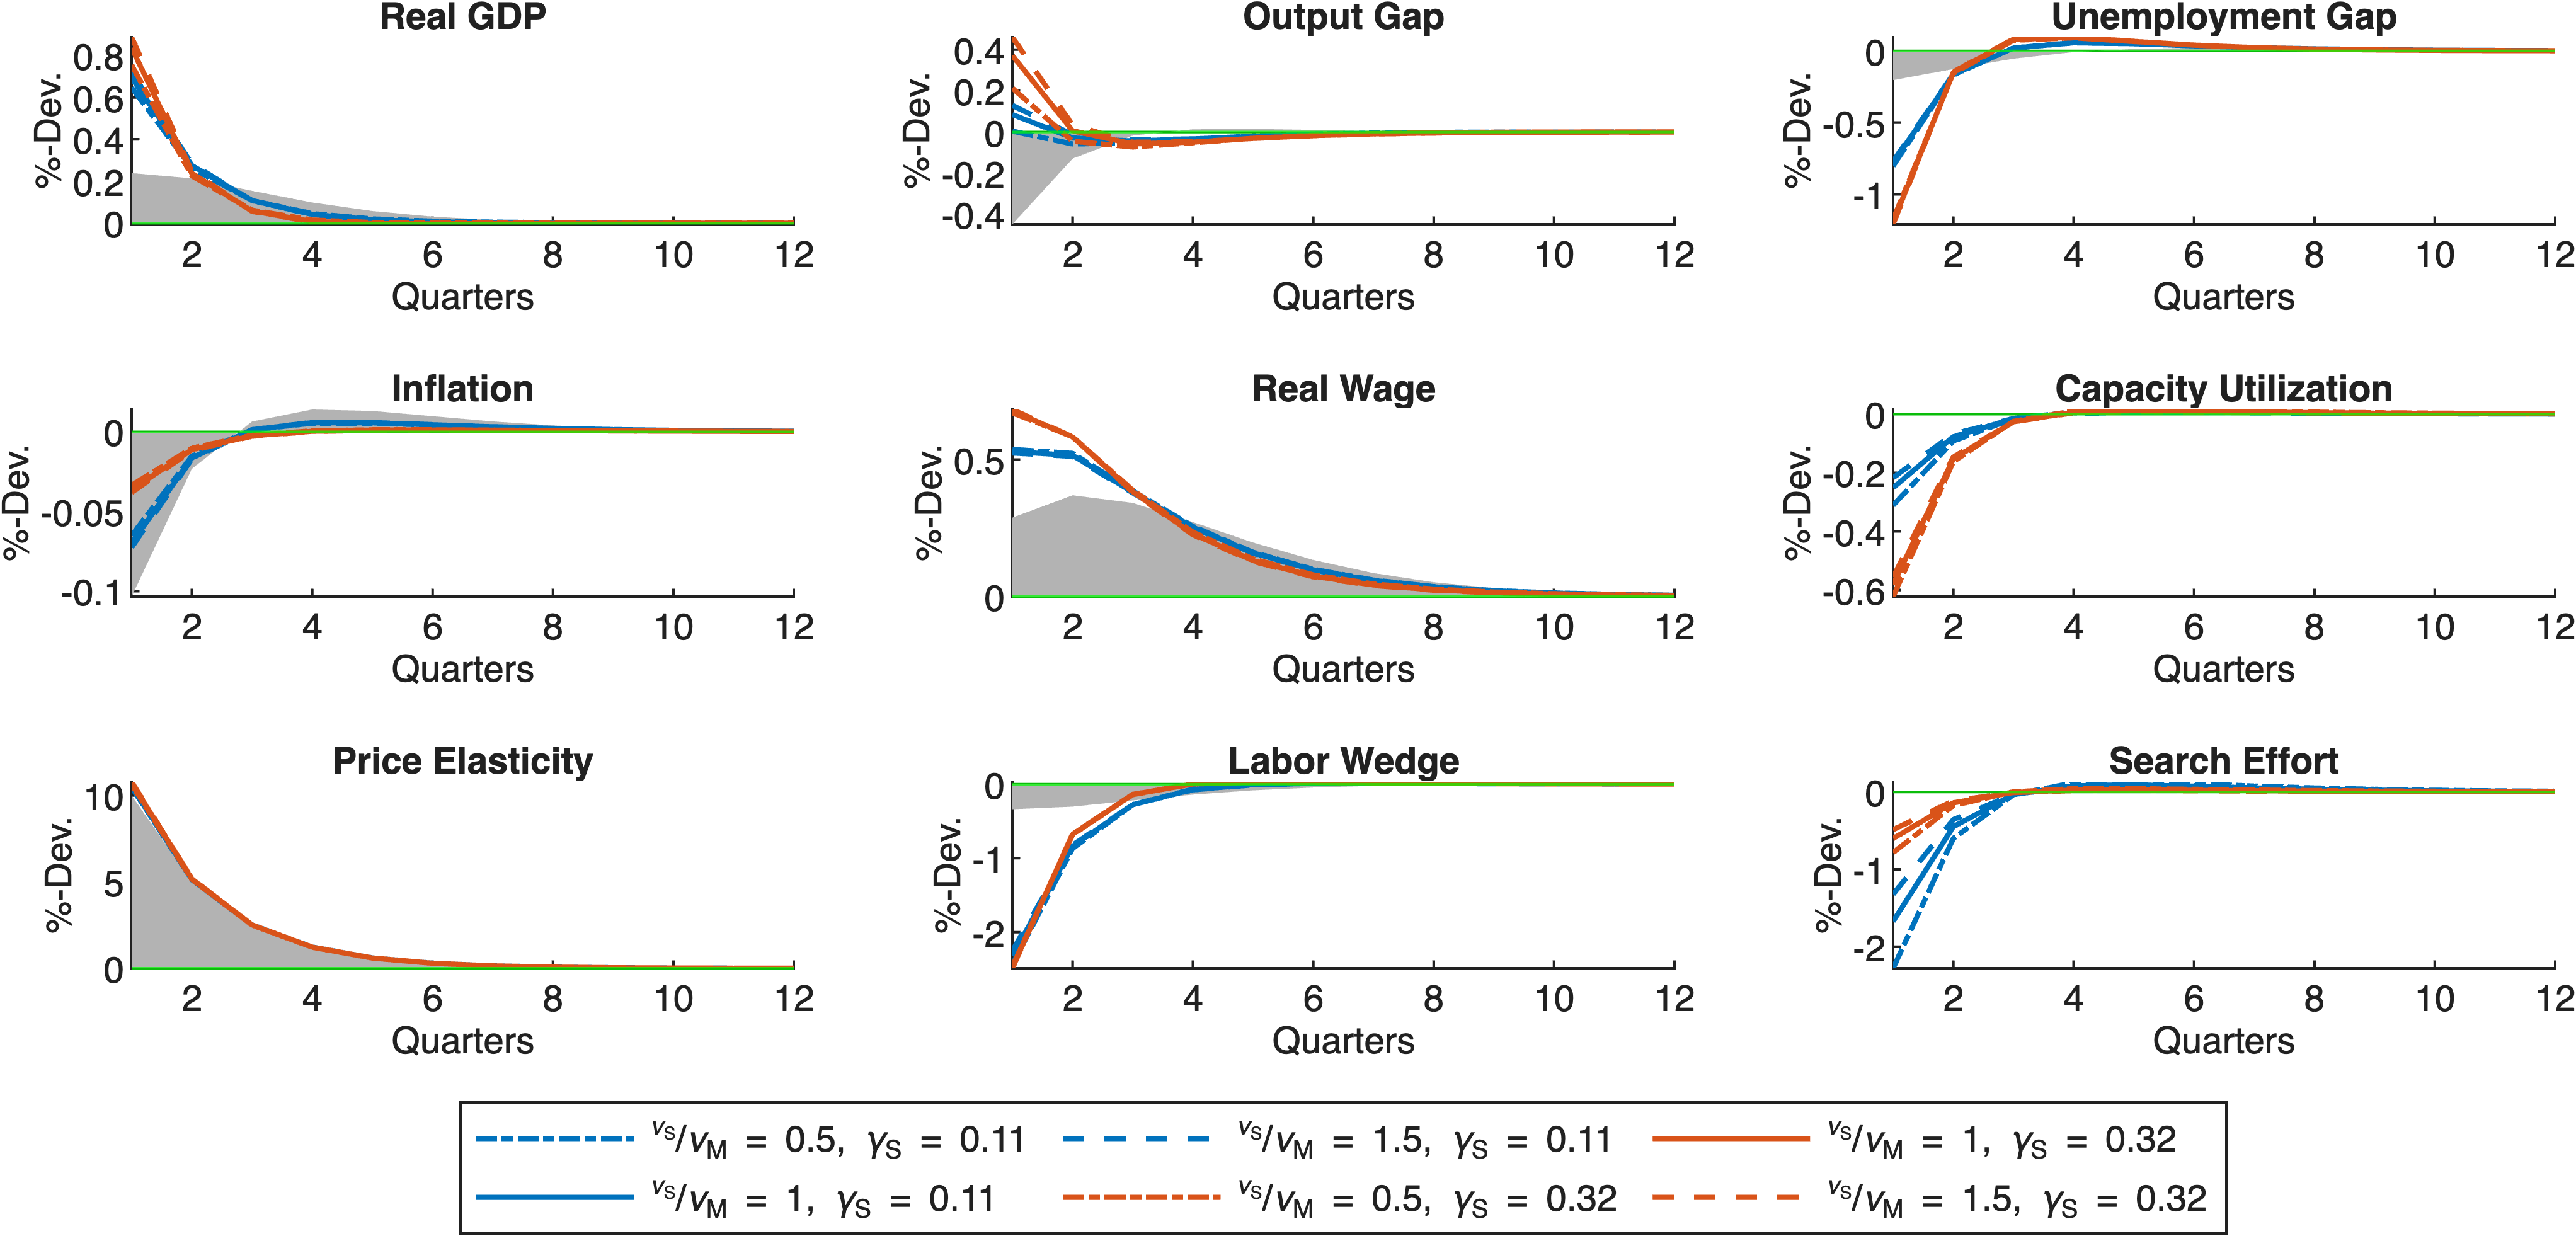 Real GDP
%-Dev.
0.8
0.6
0.4
0.2
0
2 4 6 8 10 12
Quarters
Output Gap
%-Dev.
0.4
0.2
0
-0.2
-0.4
2 4 6 8 10 12
Quarters
Unemployment Gap
%-Dev.
0
-0.5
-1
2 4 6 8 10 12
Quarters
Inflation
%-Dev.
0
-0.05
-0.1
2 4 6 8 10 12
Quarters
Real Wage
%-Dev.
0.5
0
2 4 6 8 10 12
Quarters
Capacity Utilization
%-Dev.
0
-0.2
-0.4
-0.6
2 4 6 8 10 12
Quarters
Price Elasticity
%-Dev.
10
5
0
2 4 6 8 10 12
Quarters
Labor Wedge
%-Dev.
0
-1
-2
2 4 6 8 10 12
Quarters
Search Effort
%-Dev.
0
-1
-2
2 4 6 8 10 12
Quarters
νS/νM = 0.5, γS = 0.11
νS/νM = 1.5, γS = 0.11
νS/νM = 1, γS = 0.32
νS/νM = 1, γS = 0.11
νS/νM = 0.5, γS = 0.32
νS/νM = 1.5, γS = 0.32